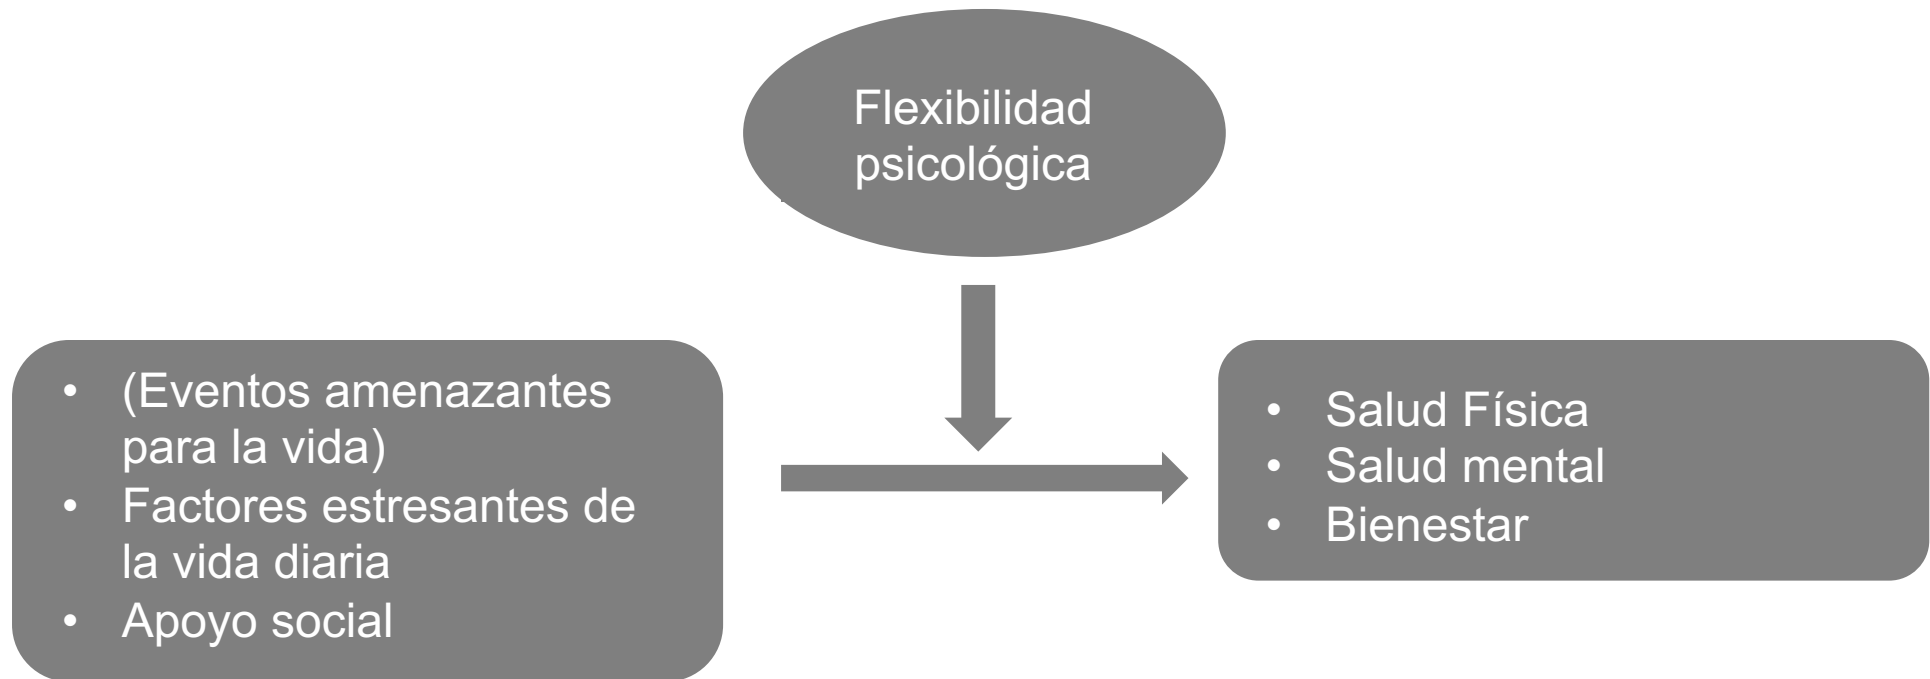 Flexibilidad
psicológica
• (Eventos amenazantes
para la vida)
• Factores estresantes de
la vida diaria
• Apoyo social
• Salud Física
• Salud mental
• Bienestar